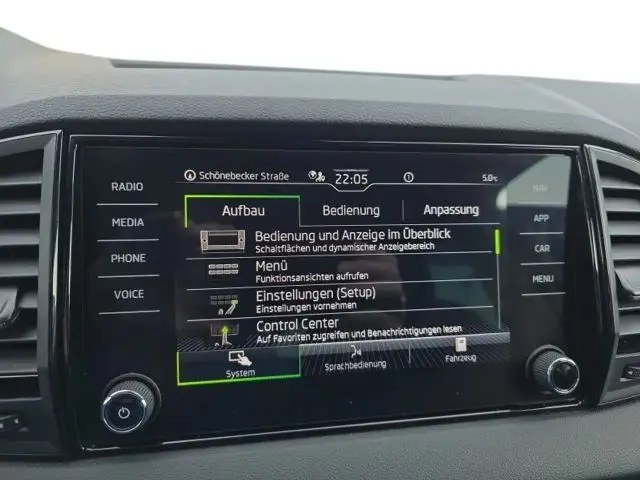 RADIO
MEDIA
PHONE
VOICE
Schönebecker Straße
22:05
5.0°C
Aufbau
Bedienung
Anpassung
Bedienung und Anzeige im Überblick
Schaltflächen und dynamischer Anzeigebereich
Menü
Funktionsansichten aufrufen
Einstellungen (Setup)
Einstellungen vornehmen
Control Center
Auf Favoriten zugreifen und Benachrichtigungen lesen
System
Sprachbedienung
Fahrzeug
NAV
APP
CAR
MENU